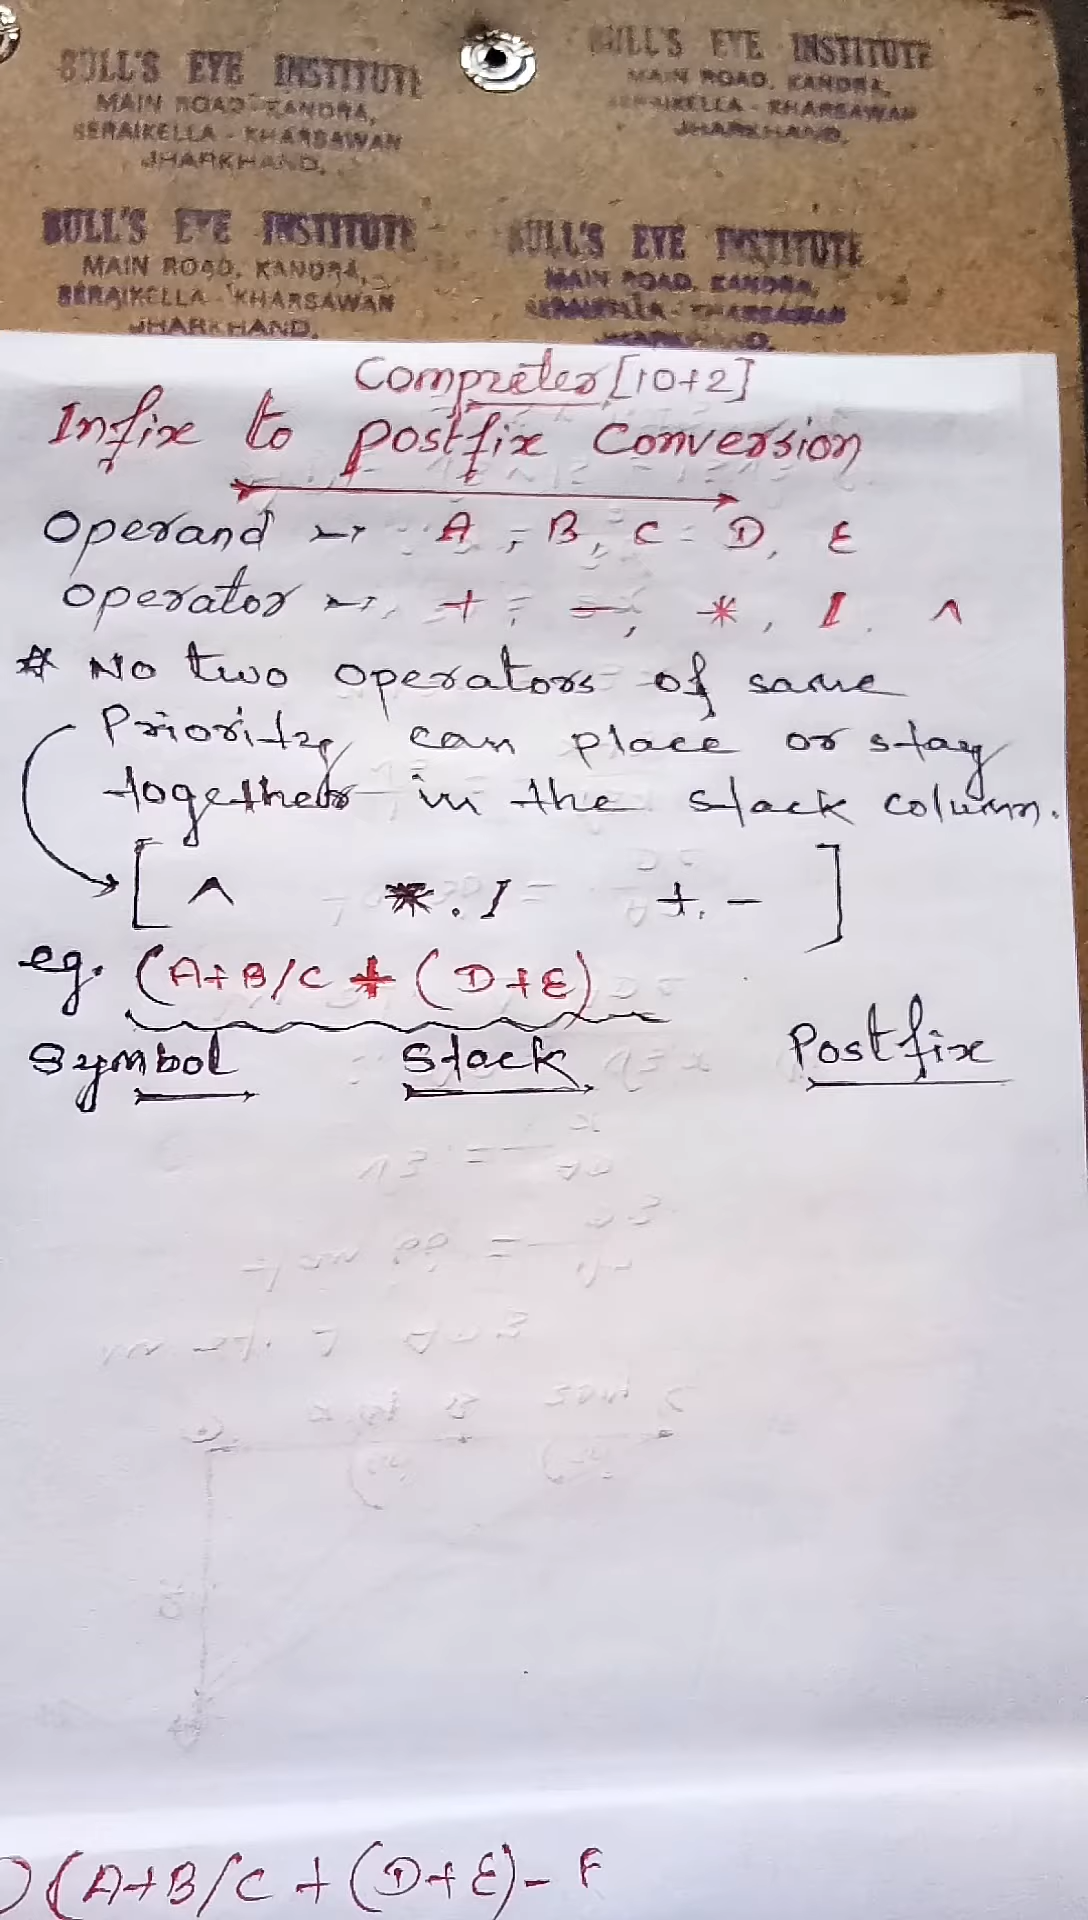 BULL'S EYE INSTITUTE
MAIN ROAD KANDRA,
SERAIKELLA - KHARSAWAN
JHARKHAND.
BULL'S EYE INSTITUTE
MAIN ROAD, KANDRA,
SERAIKELLA - KHARSAWAN
JHARKHAND.
BULL'S EYE INSTITUTE
MAIN ROAD, KANDRA,
SERAIKELLA - KHARSAWAN
JHARKHAND.
BULL'S EYE INSTITUTE
MAIN ROAD, KANDRA,
SERAIKELLA - KHARSAWAN
Computer [10+2]
Infix to postfix Conversion
Operand → A, B, C, D, E
operator → +, -, *, /, ^
* No two operators of same
Priority can place or stay
together in the stack column.
[ ^ *. / +. - ]
eg. (A+B/C + (D+E)
Symbol Stack Postfix
(A+B/C + (D+E) - F